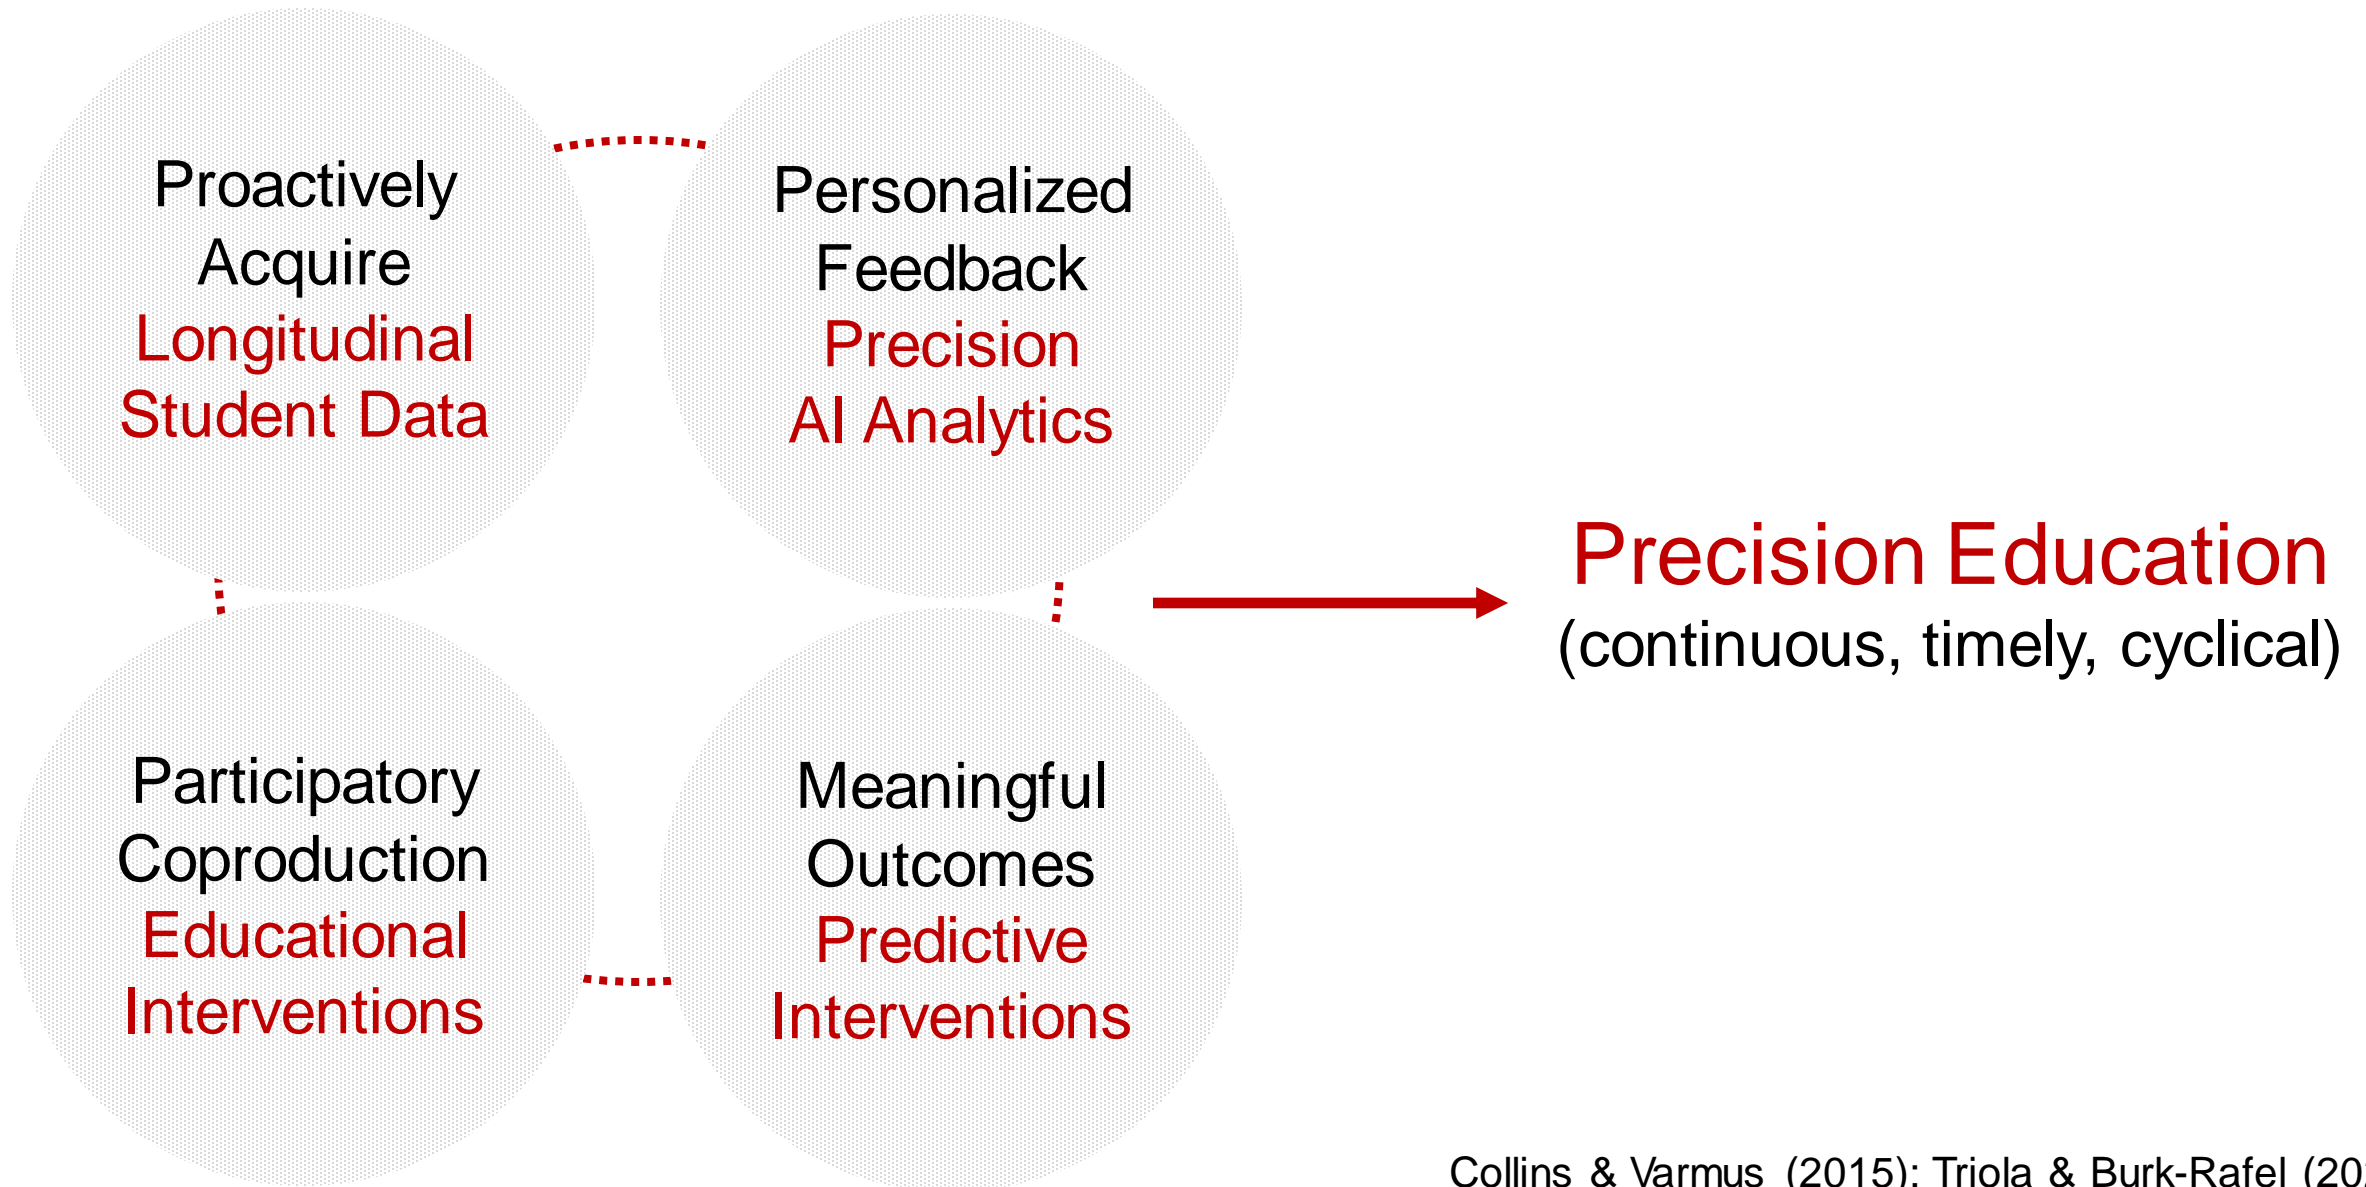 Proactively
Acquire
Longitudinal
Student Data
Personalized
Feedback
Precision
AI Analytics
Participatory
Coproduction
Educational
Interventions
Meaningful
Outcomes
Predictive
Interventions
Precision Education
(continuous, timely, cyclical)
Collins & Varmus (2015); Triola & Burk-Rafel